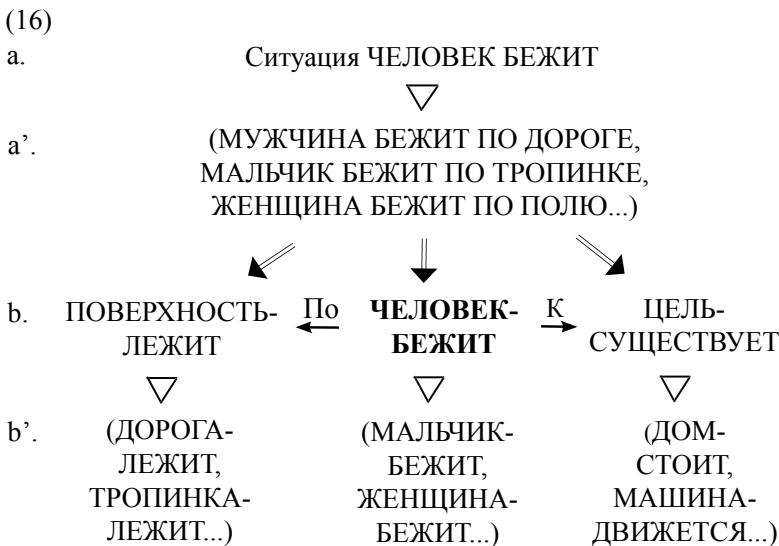 (16)
a. Ситуация ЧЕЛОВЕК БЕЖИТ
a’. (МУЖЧИНА БЕЖИТ ПО ДОРОГЕ,
МАЛЬЧИК БЕЖИТ ПО ТРОПИНКЕ,
ЖЕНЩИНА БЕЖИТ ПО ПОЛЮ...)
b. ПОВЕРХНОСТЬ- По ЧЕЛОВЕК- К ЦЕЛЬ-
ЛЕЖИТ БЕЖИТ СУЩЕСТВУЕТ
b’. (ДОРОГА- (МАЛЬЧИК- (ДОМ-
ЛЕЖИТ, БЕЖИТ, СТОИТ,
ТРОПИНКА- ЖЕНЩИНА- МАШИНА-
ЛЕЖИТ...) БЕЖИТ...) ДВИЖЕТСЯ...)